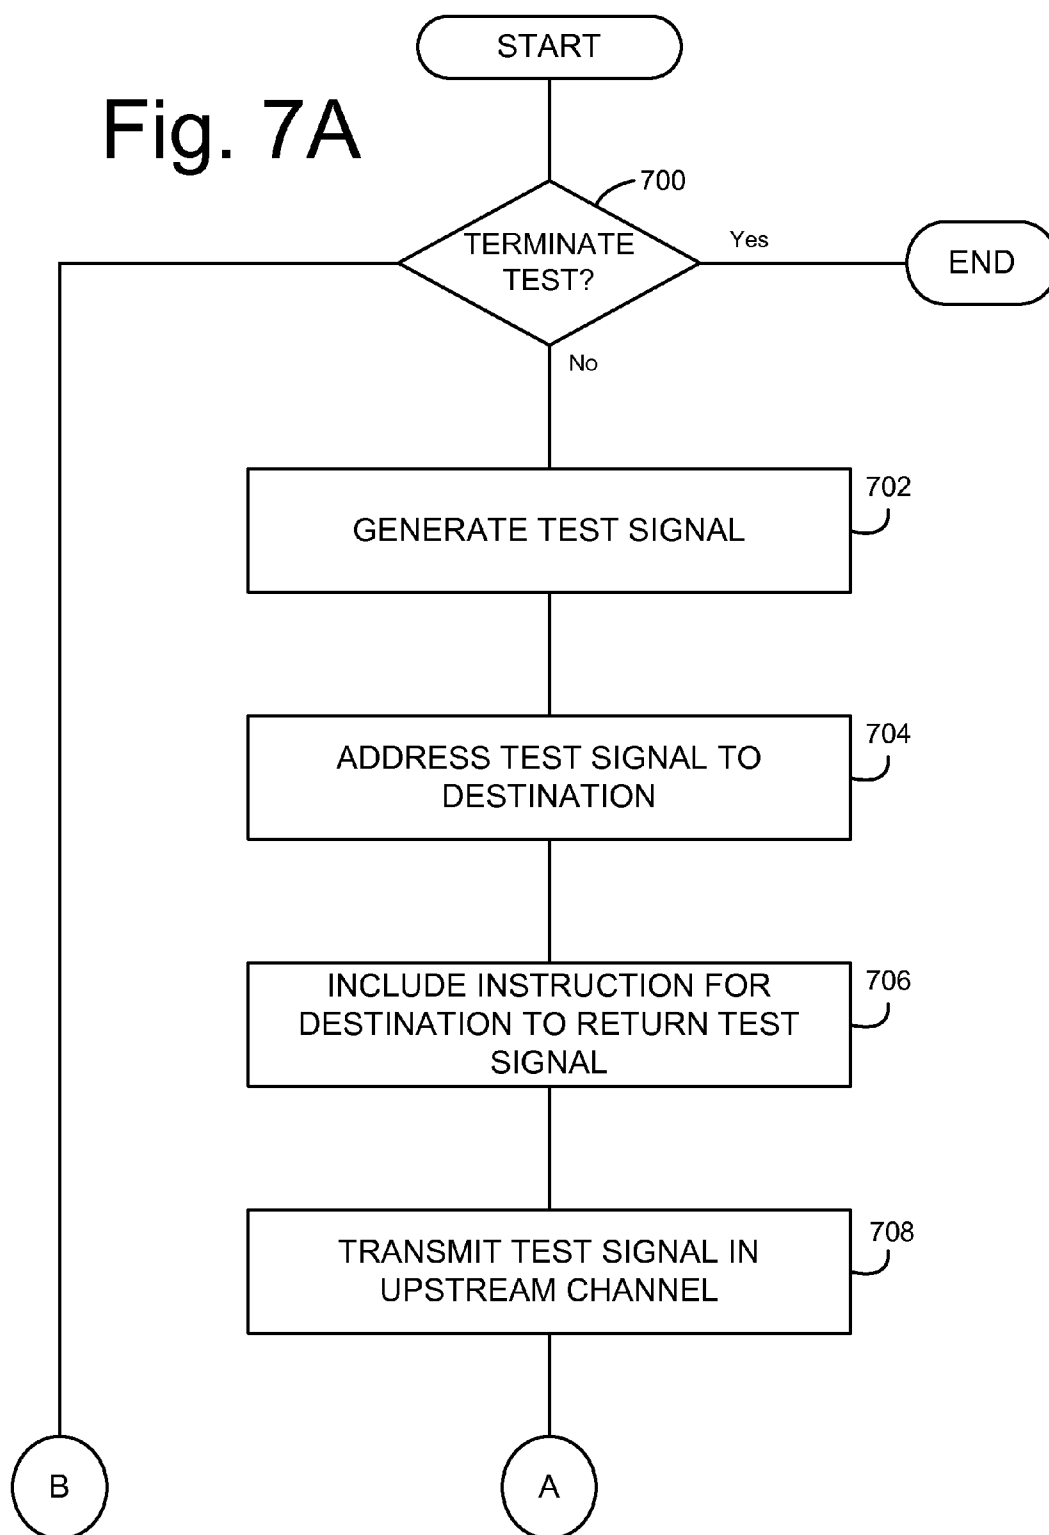 START
Fig. 7A
700
TERMINATE
TEST?
Yes
END
No
702
GENERATE TEST SIGNAL
704
ADDRESS TEST SIGNAL TO
DESTINATION
706
INCLUDE INSTRUCTION FOR
DESTINATION TO RETURN TEST
SIGNAL
708
TRANSMIT TEST SIGNAL IN
UPSTREAM CHANNEL
B
A